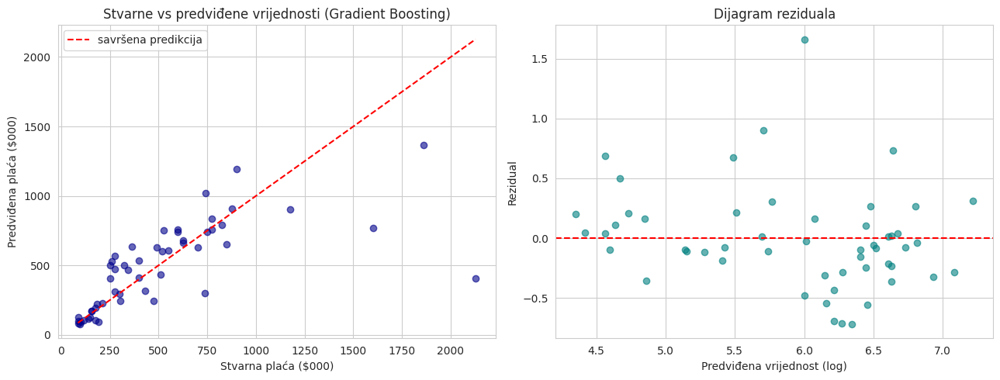 Stvarne vs predviđene vrijednosti (Gradient Boosting)
savršena predikcija
2000
1500
1000
500
0
Predviđena plaća ($000)
0 250 500 750 1000 1250 1500 1750 2000
Stvarna plaća ($000)
Dijagram reziduala
1.5
1.0
0.5
0.0
−0.5
Rezidual
4.5 5.0 5.5 6.0 6.5 7.0
Predviđena vrijednost (log)